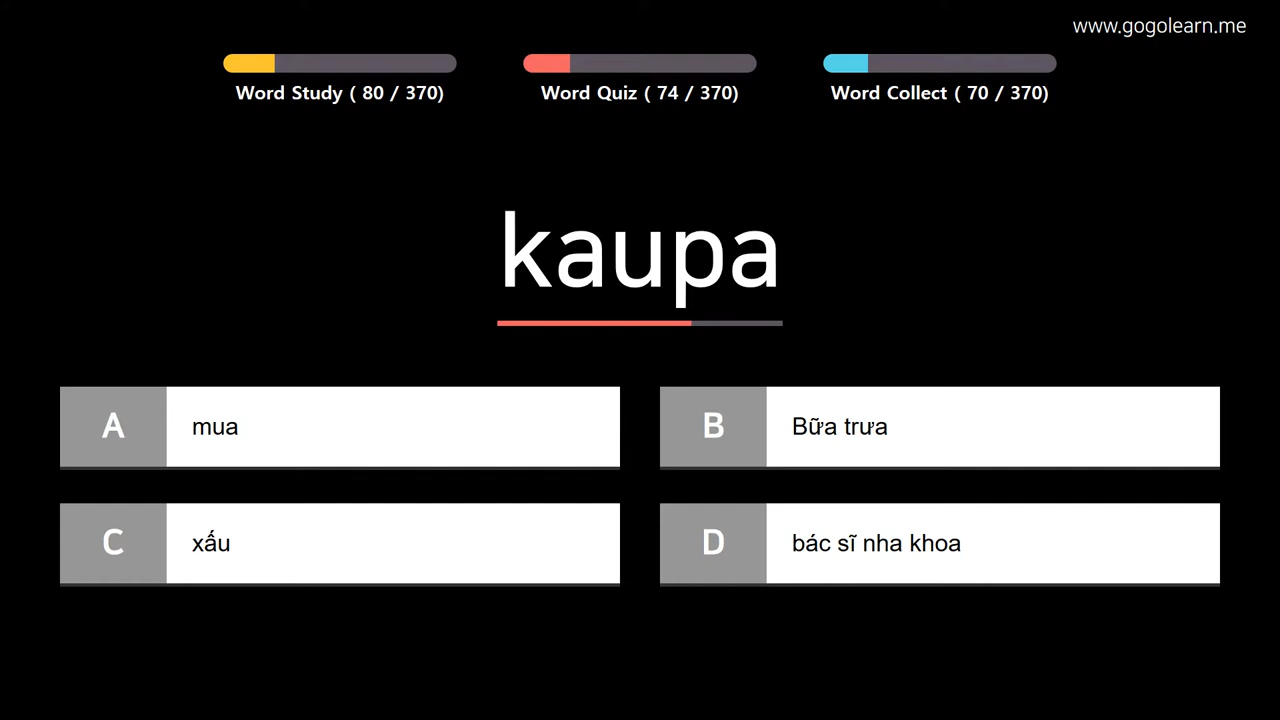 www.gogolearn.me
Word Study ( 80 / 370)
Word Quiz ( 74 / 370)
Word Collect ( 70 / 370)
kaupa
A mua
B Bữa trưa
C xấu
D bác sĩ nha khoa